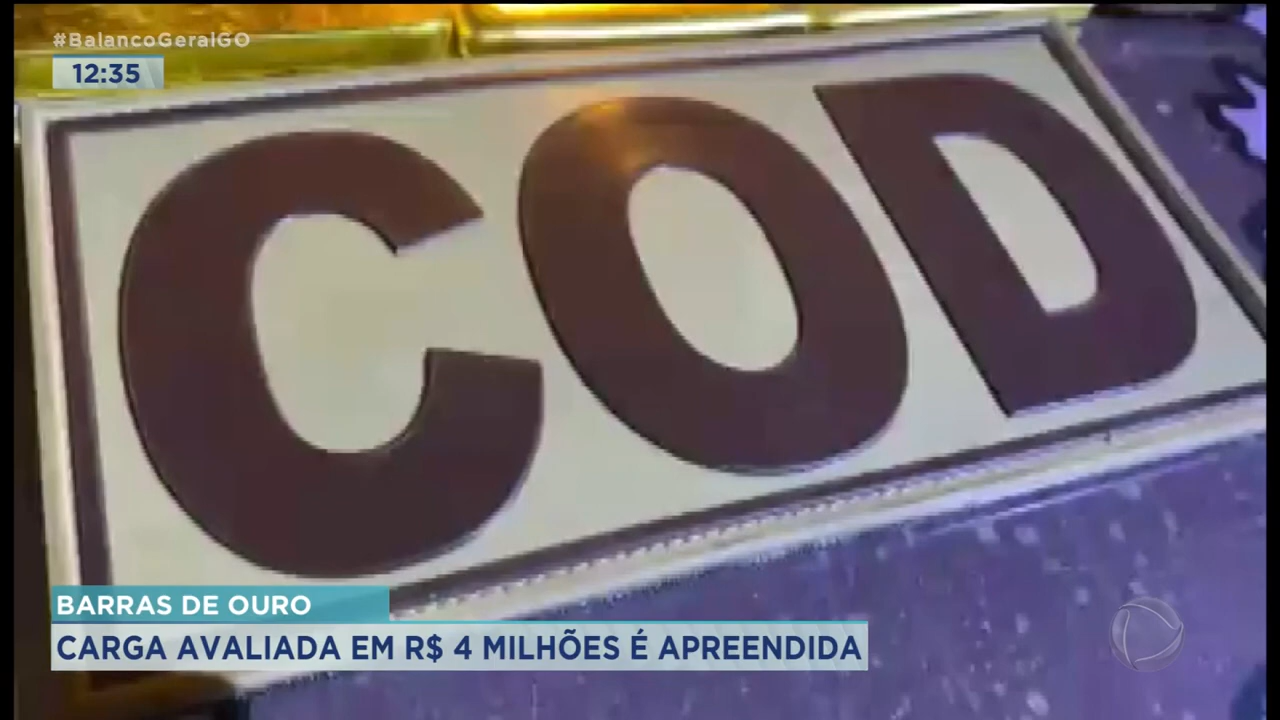 #BalancoGeralGO
12:35
COD
BARRAS DE OURO
CARGA AVALIADA EM R$ 4 MILHÕES É APREENDIDA